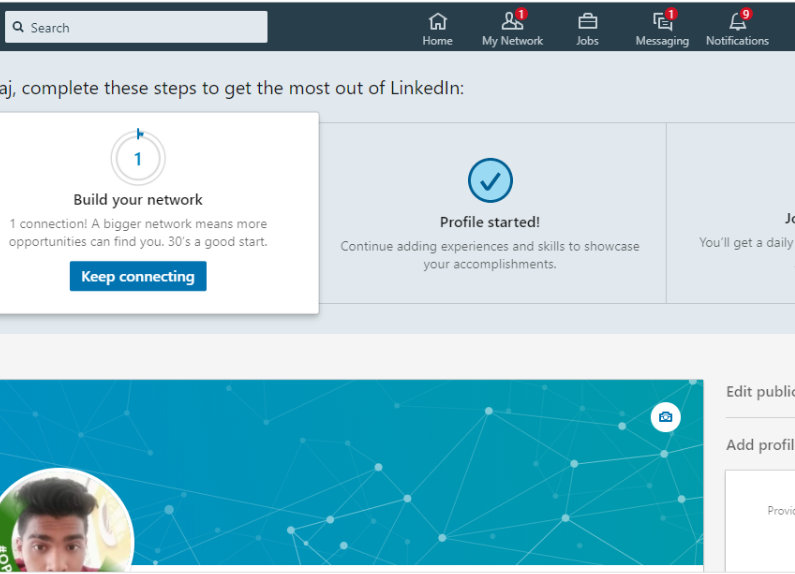 Search
1
1
9
Home
My Network
Jobs
Messaging
Notifications
aj, complete these steps to get the most out of LinkedIn:
1
Build your network
1 connection! A bigger network means more
opportunities can find you. 30's a good start.
Keep connecting
Profile started!
Continue adding experiences and skills to showcase
your accomplishments.
Jo
You'll get a daily
Edit public
Add profil
Provid
#OP